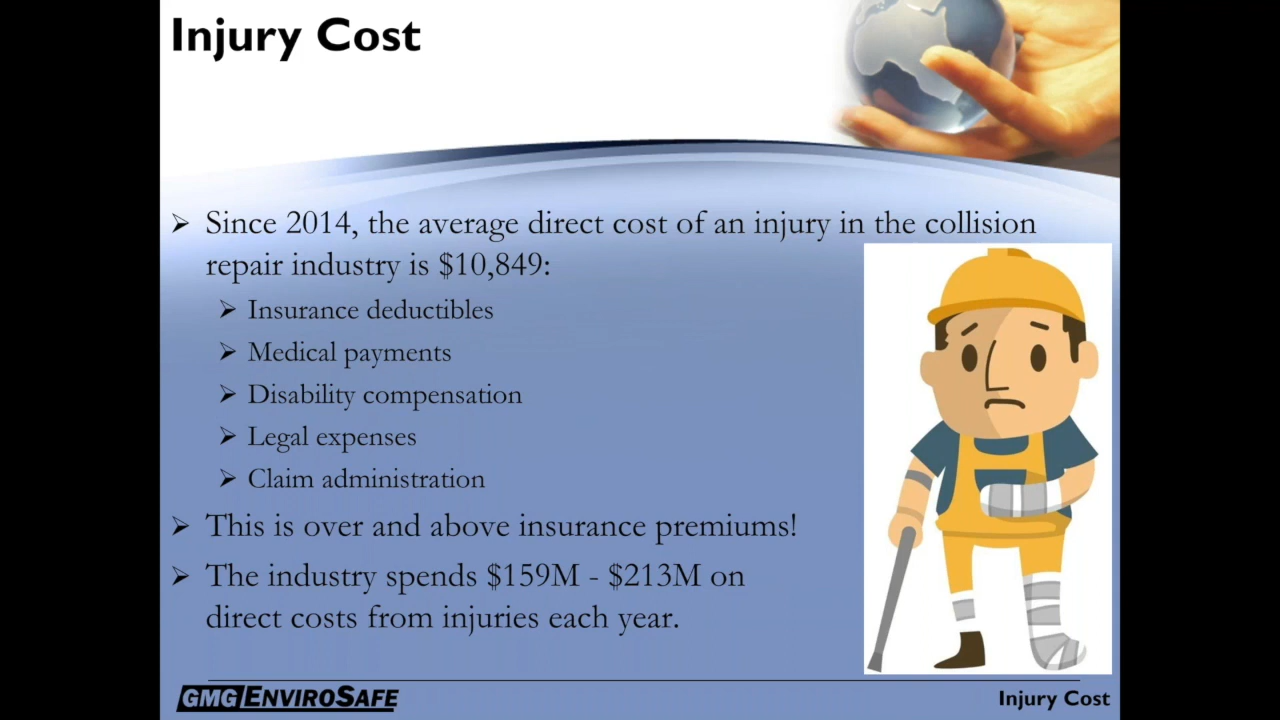 Injury Cost
➢ Since 2014, the average direct cost of an injury in the collision
repair industry is $10,849:
➢ Insurance deductibles
➢ Medical payments
➢ Disability compensation
➢ Legal expenses
➢ Claim administration
➢ This is over and above insurance premiums!
➢ The industry spends $159M - $213M on
direct costs from injuries each year.
GMG ENVIROSAFE
Injury Cost